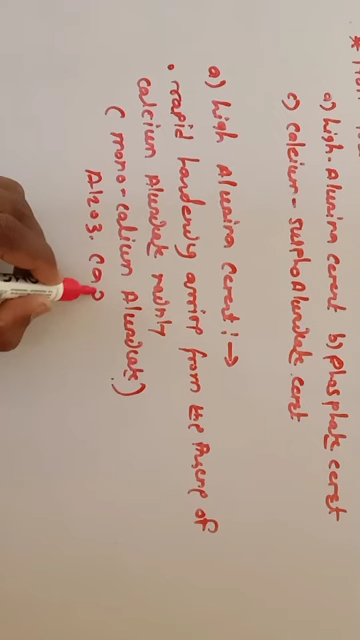 a) high-Alumina cement b) phosphate cement
c) calcium-sulphoAluminate cement
a) high Alumina cement:→
• rapid hardening arises from the presence of
calcium Aluminate mainly
( mono-calcium Aluminate)
Al2O3. CaO